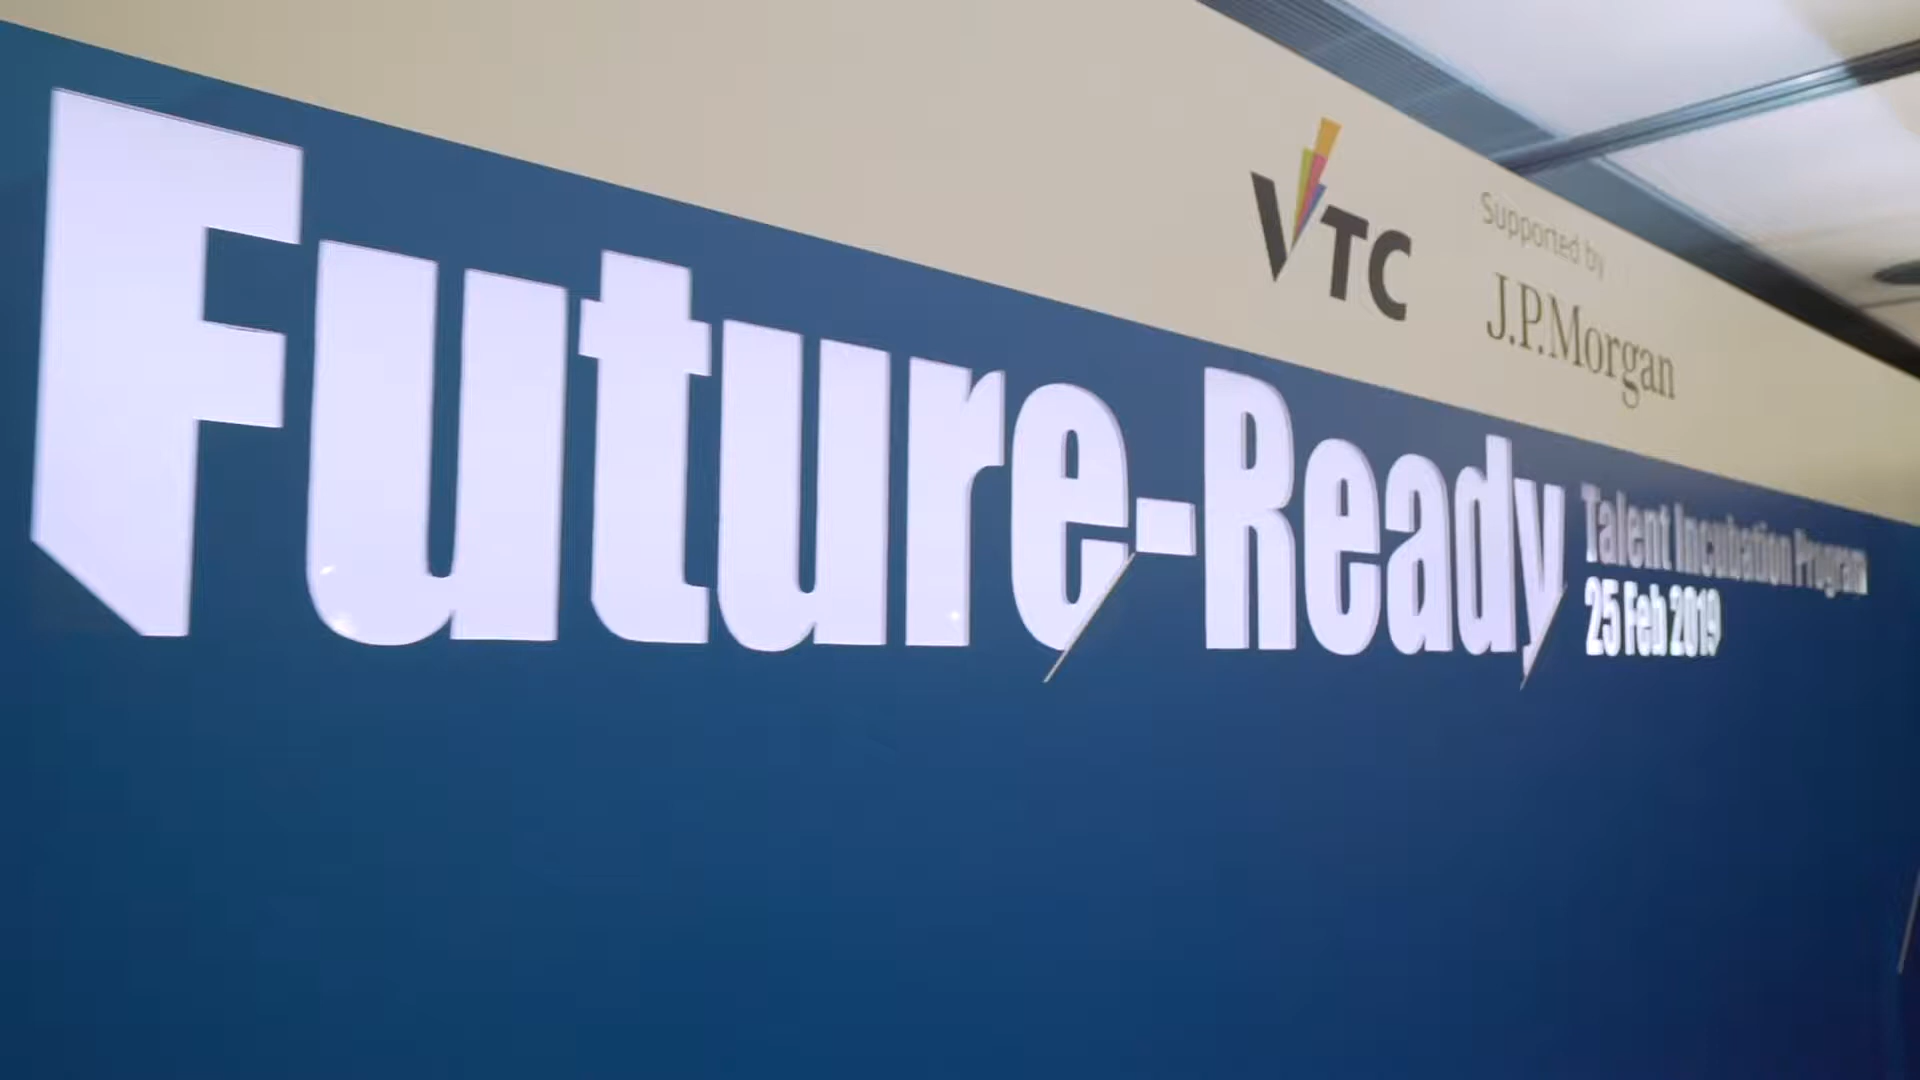 VTC
Supported by
J.P.Morgan
Future-Ready
Talent Incubation Program
25 Feb 2019